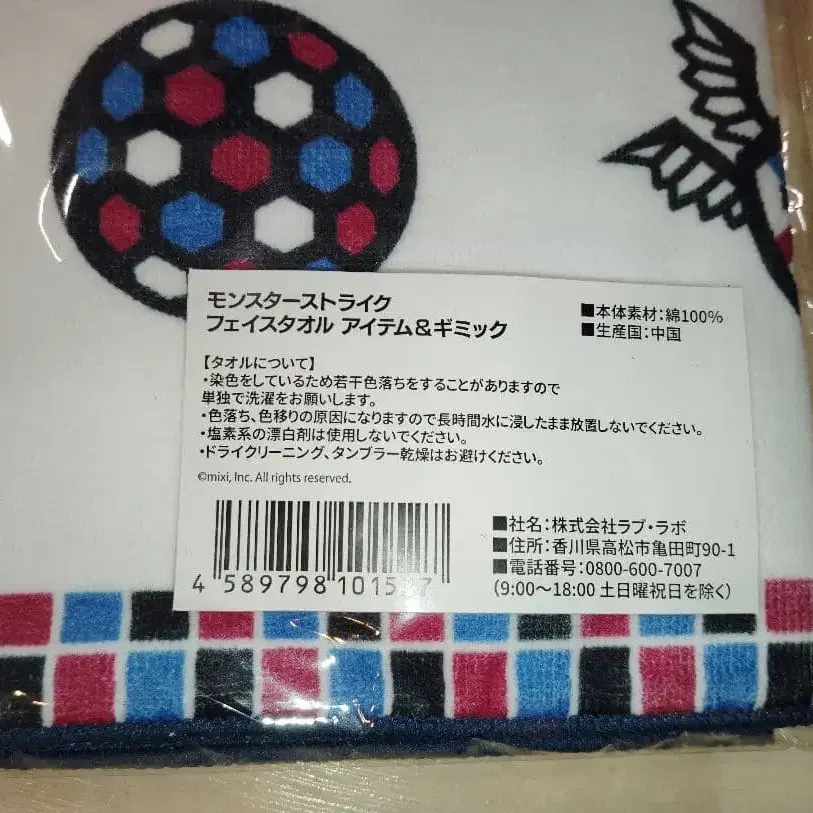 モンスターストライク
フェイスタオル アイテム&ギミック
■本体素材：綿100%
■生産国：中国
【タオルについて】
・染色をしているため若干色落ちをすることがありますので
単独で洗濯をお願いします。
・色落ち、色移りの原因になりますので長時間水に浸したまま放置しないでください。
・塩素系の漂白剤は使用しないでください。
・ドライクリーニング、タンブラー乾燥はお避けください。
©mixi, Inc. All rights reserved.
4 589798 101527
■社名：株式会社ラブ・ラボ
■住所：香川県高松市亀田町90-1
■電話番号：0800-600-7007
（9:00〜18:00 土日曜祝日を除く）